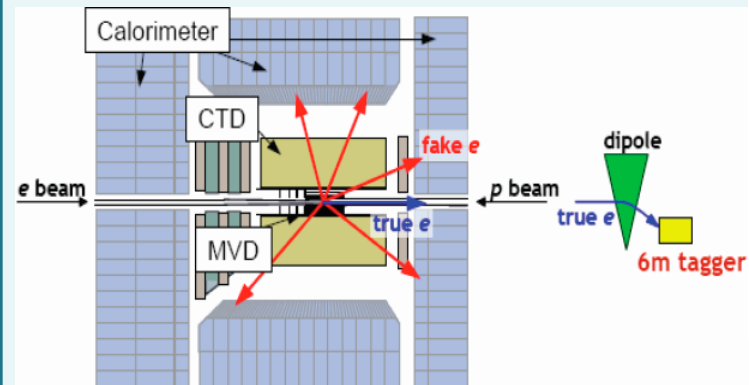 Calorimeter
CTD
fake e
dipole
e beam
p beam
true e
true e
MVD
6m tagger